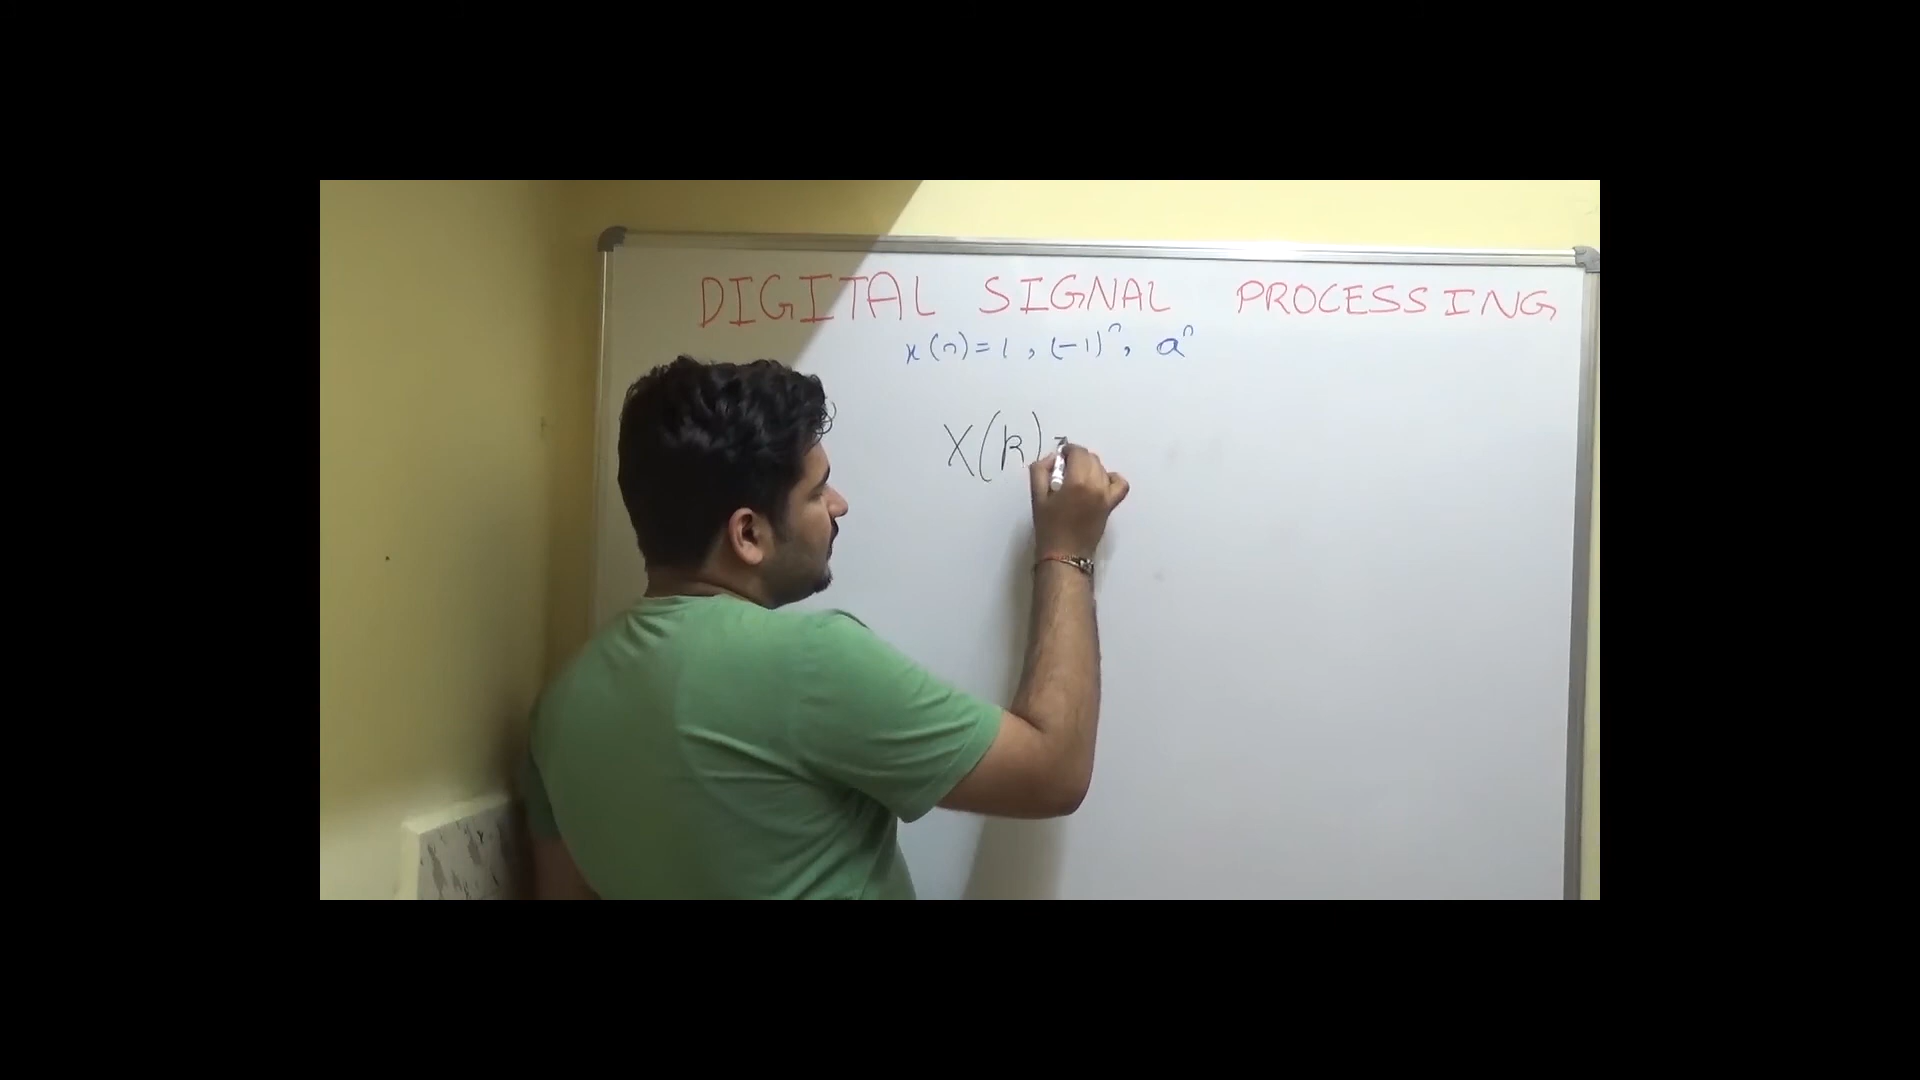 DIGITAL SIGNAL PROCESSING
x(n) = 1, (-1)ⁿ, aⁿ
X(k) =